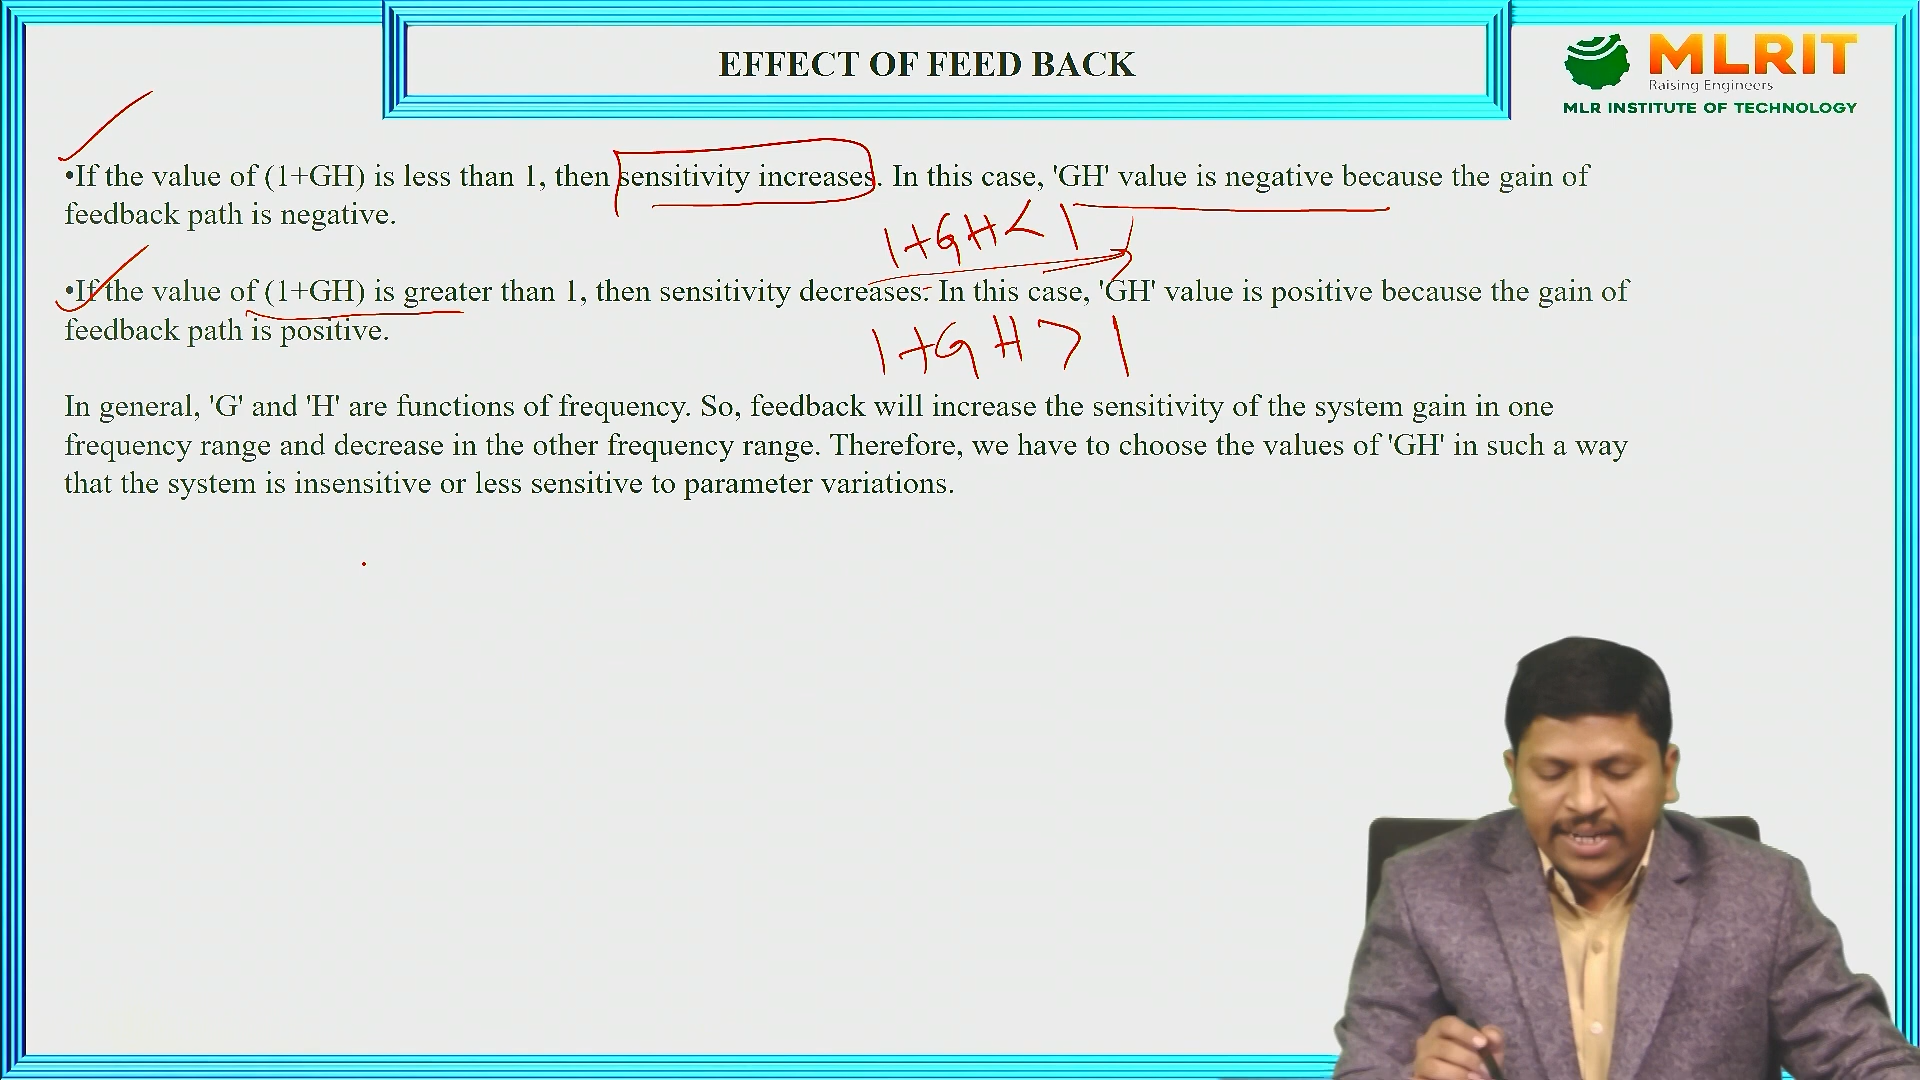 EFFECT OF FEED BACK
MLRIT
Raising Engineers
MLR INSTITUTE OF TECHNOLOGY
•If the value of (1+GH) is less than 1, then sensitivity increases. In this case, 'GH' value is negative because the gain of
feedback path is negative.
1+GH<1
•If the value of (1+GH) is greater than 1, then sensitivity decreases. In this case, 'GH' value is positive because the gain of
feedback path is positive.
1+GH>1
In general, 'G' and 'H' are functions of frequency. So, feedback will increase the sensitivity of the system gain in one
frequency range and decrease in the other frequency range. Therefore, we have to choose the values of 'GH' in such a way
that the system is insensitive or less sensitive to parameter variations.